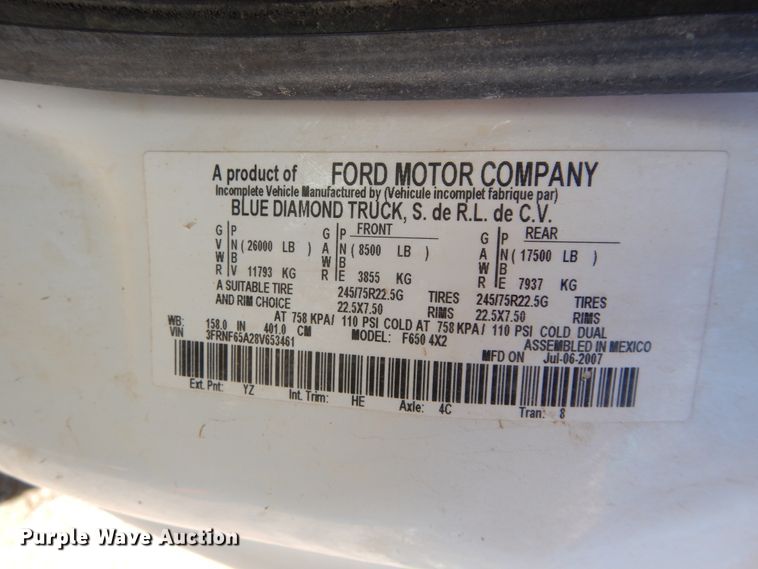 A product of FORD MOTOR COMPANY
Incomplete Vehicle Manufactured by (Vehicule incomplet fabrique par)
BLUE DIAMOND TRUCK, S. de R.L. de C.V.
G P G P FRONT G P REAR
V N ( 26000 LB ) A N ( 8500 LB ) A N ( 17500 LB )
W B W B W B
R V 11793 KG R E 3855 KG R E 7937 KG
A SUITABLE TIRE 245/75R22.5G TIRES 245/75R22.5G TIRES
AND RIM CHOICE 22.5X7.50 RIMS 22.5X7.50 RIMS
AT 758 KPA/ 110 PSI COLD AT 758 KPA/ 110 PSI COLD DUAL
WB: 158.0 IN 401.0 CM MODEL: F650 4X2 ASSEMBLED IN MEXICO
VIN 3FRNF65A28V653461 MFD ON Jul-06-2007
Ext. Pnt: YZ Int. Trim: HE Axle: 4C Tran: 8
Purple Wave Auction